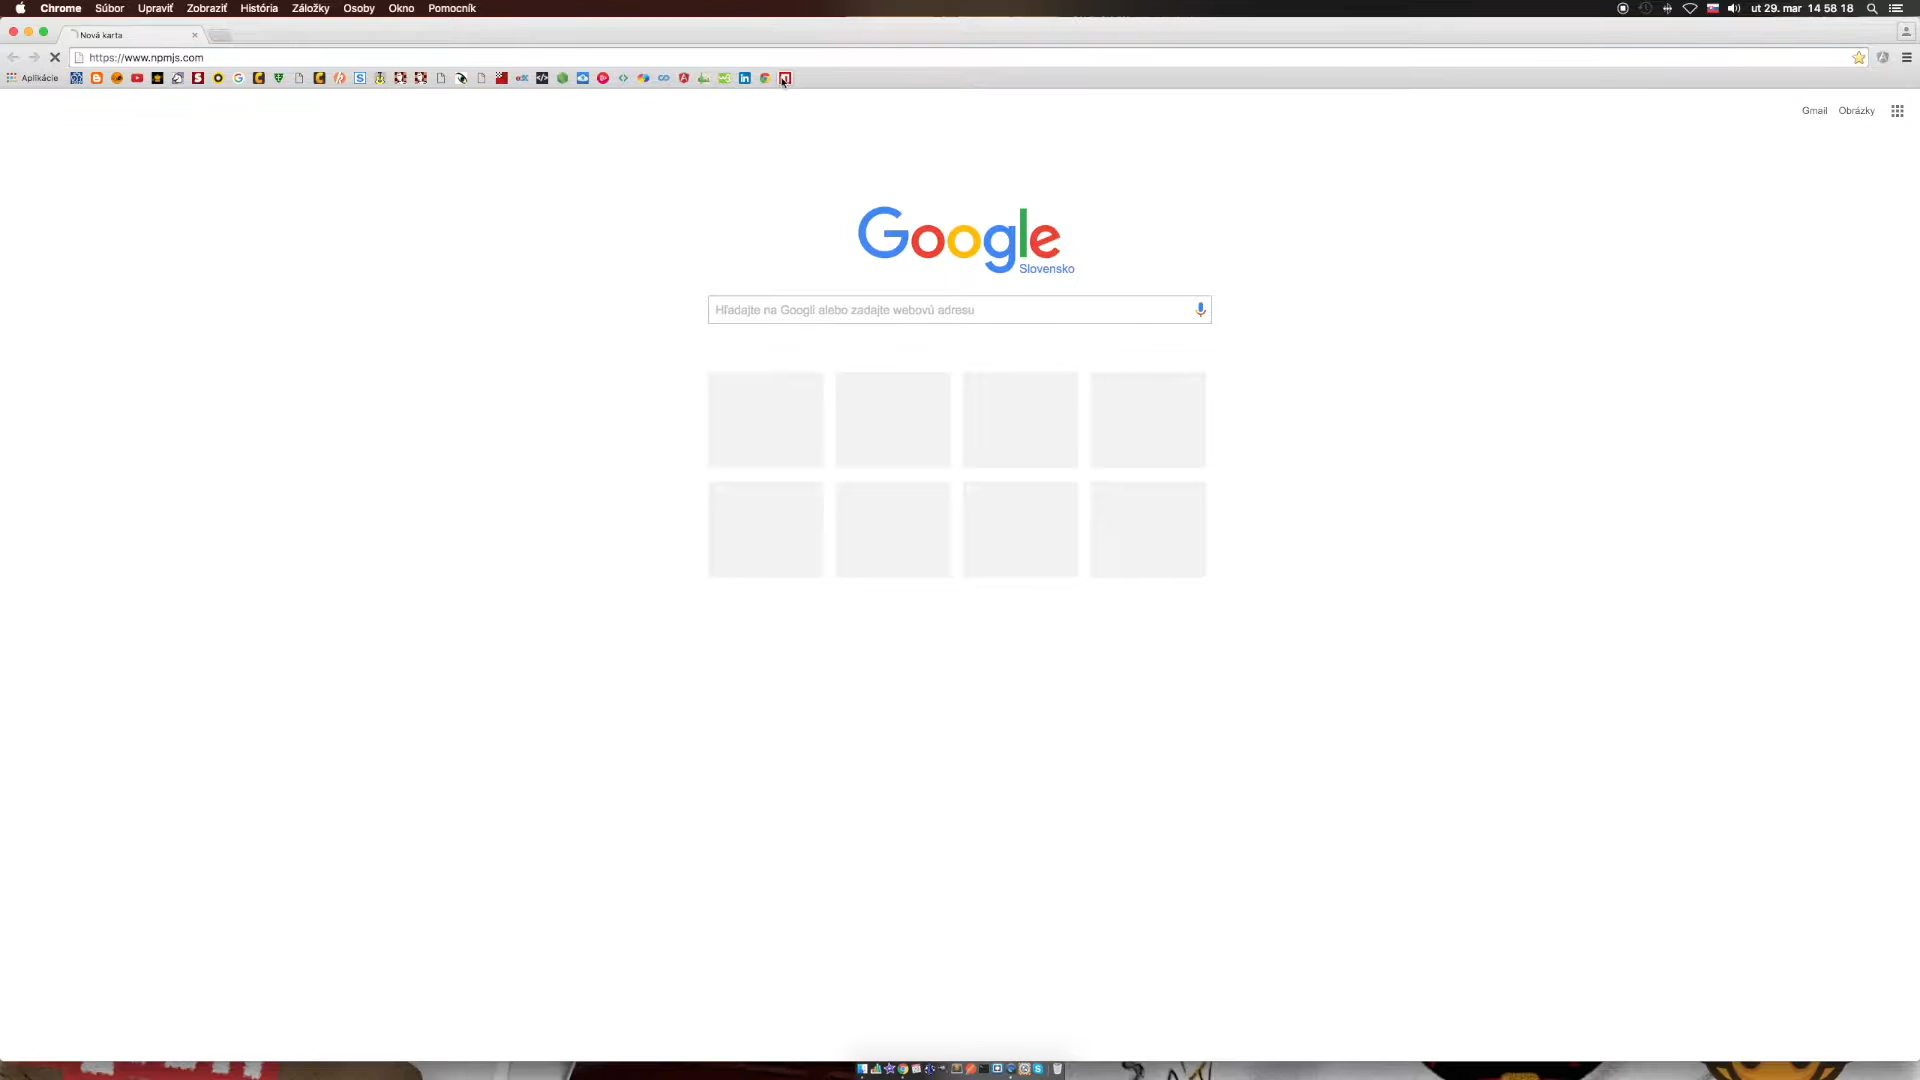 Chrome Súbor Upraviť Zobraziť História Záložky Osoby Okno Pomocník
ut 29. mar 14 58 18
Nová karta
https://www.npmjs.com
Aplikácie
Gmail Obrázky
Google
Slovensko
Hľadajte na Googli alebo zadajte webovú adresu